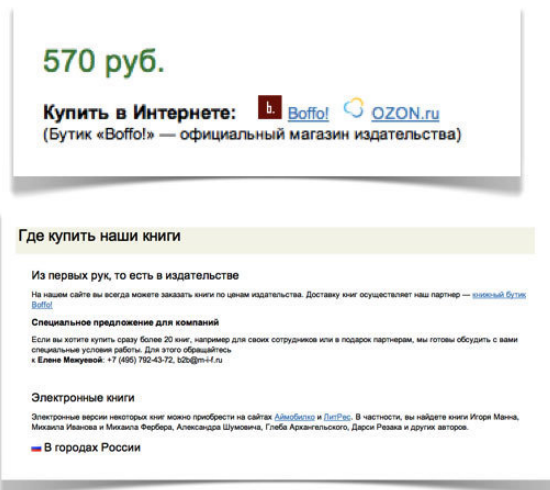 570 руб.
Купить в Интернете: b. Boffo! OZON.ru
(Бутик «Boffo!» — официальный магазин издательства)
Где купить наши книги
Из первых рук, то есть в издательстве
На нашем сайте вы всегда можете заказать книги по ценам издательства. Доставку книг осуществляет наш партнер — книжный бутик
Boffo!
Специальное предложение для компаний
Если вы хотите купить сразу более 20 книг, например для своих сотрудников или в подарок партнерам, мы готовы обсудить с вами
специальные условия работы. Для этого обращайтесь
к Елене Межуевой: +7 (495) 792-43-72, b2b@m-i-f.ru
Электронные книги
Электронные версии некоторых книг можно приобрести на сайтах Аймобилко и ЛитРес. В частности, вы найдете книги Игоря Манна,
Михаила Иванова и Михаила Фербера, Александра Шумовича, Глеба Архангельского, Дарси Резака и других авторов.
В городах России